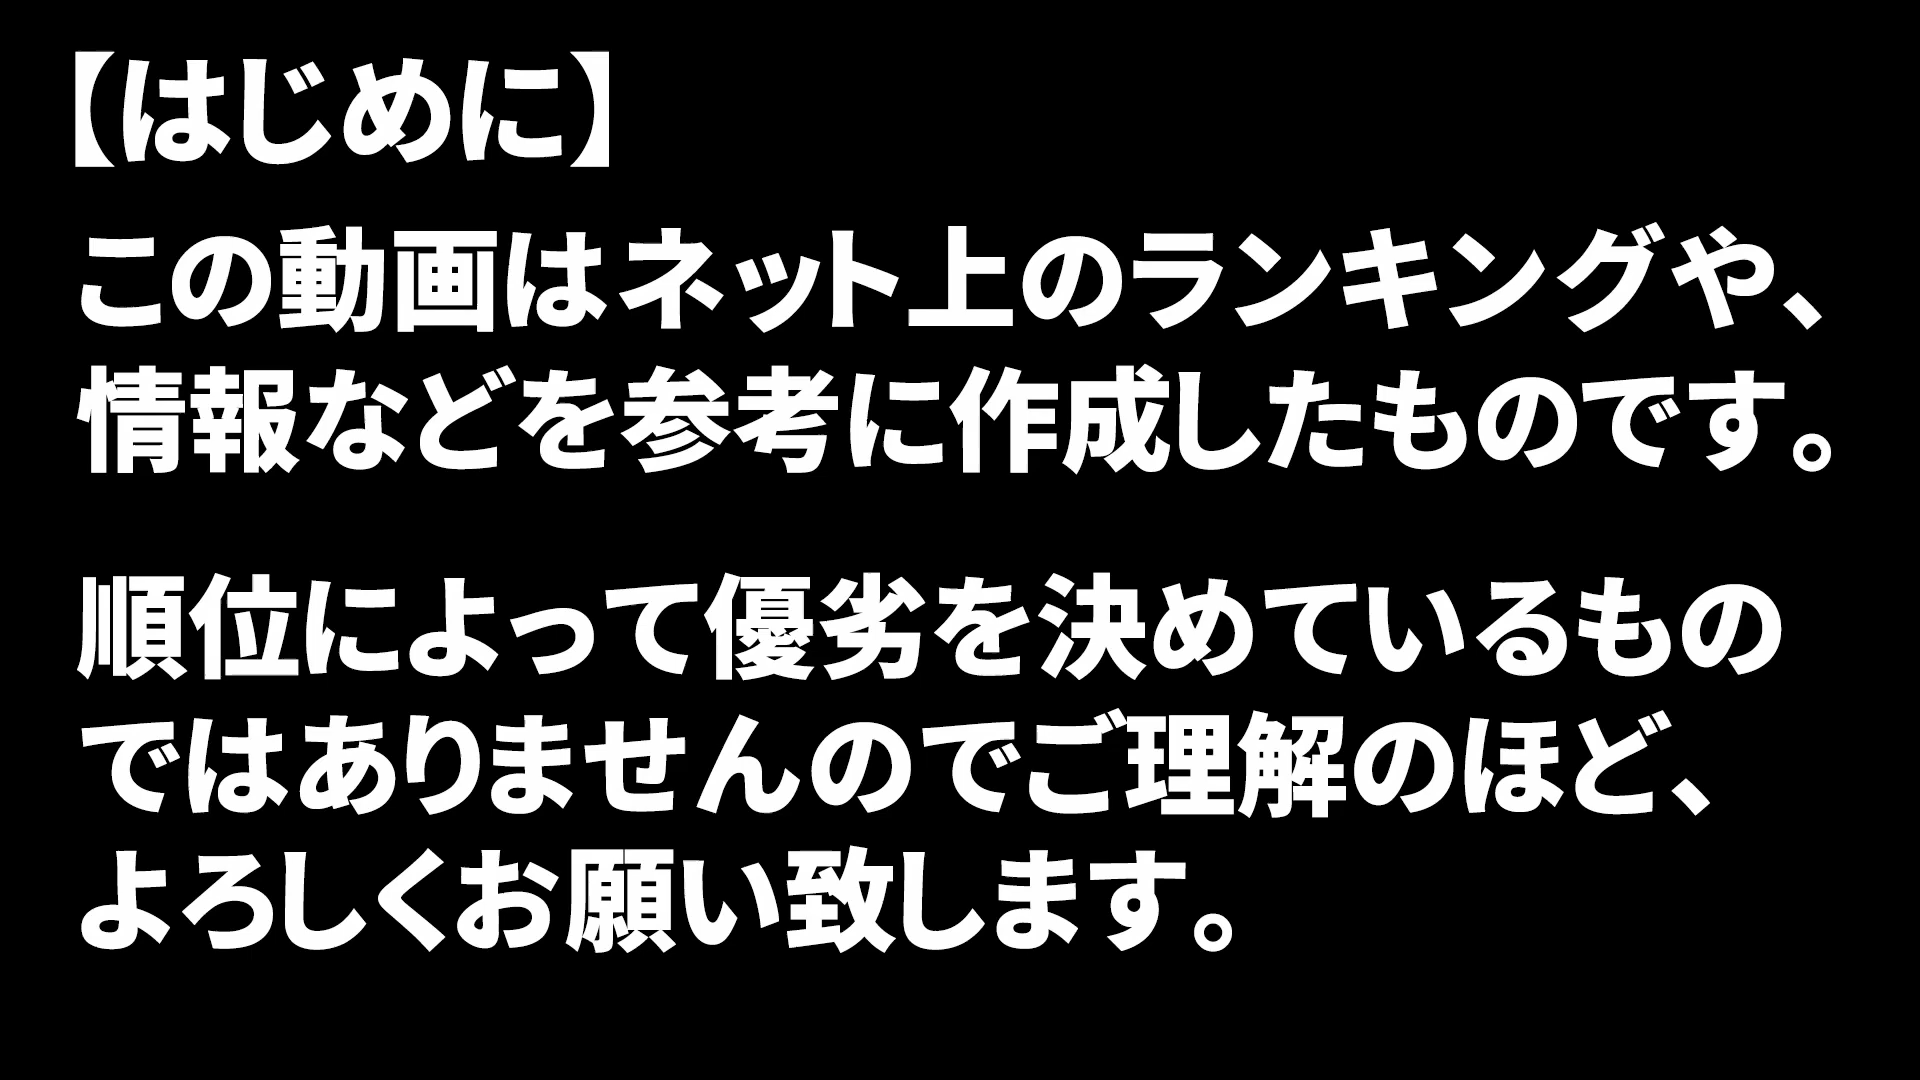 【はじめに】
この動画はネット上のランキングや、
情報などを参考に作成したものです。
順位によって優劣を決めているもの
ではありませんのでご理解のほど、
よろしくお願い致します。